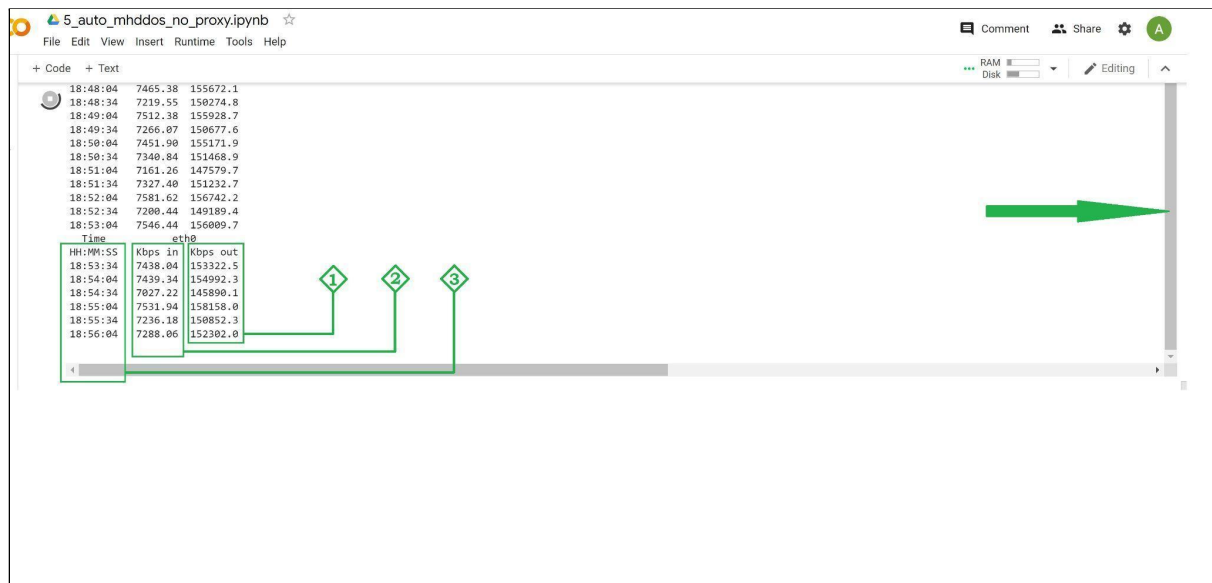 5_auto_mhddos_no_proxy.ipynb
Comment Share A
File Edit View Insert Runtime Tools Help
+ Code + Text
RAM
Disk
Editing
18:48:04 7465.38 155672.1
18:48:34 7219.55 150274.8
18:49:04 7512.38 155928.7
18:49:34 7266.07 150677.6
18:50:04 7451.90 155171.9
18:50:34 7340.84 151468.9
18:51:04 7161.26 147579.7
18:51:34 7327.40 151232.7
18:52:04 7581.62 156742.2
18:52:34 7200.44 149189.4
18:53:04 7546.44 156009.7
Time eth0
HH:MM:SS Kbps in Kbps out
18:53:34 7438.04 153322.5
18:54:04 7439.34 154992.3
18:54:34 7027.22 145890.1
18:55:04 7531.94 158158.0
18:55:34 7236.18 150852.3
18:56:04 7288.06 152302.0
1 2 3